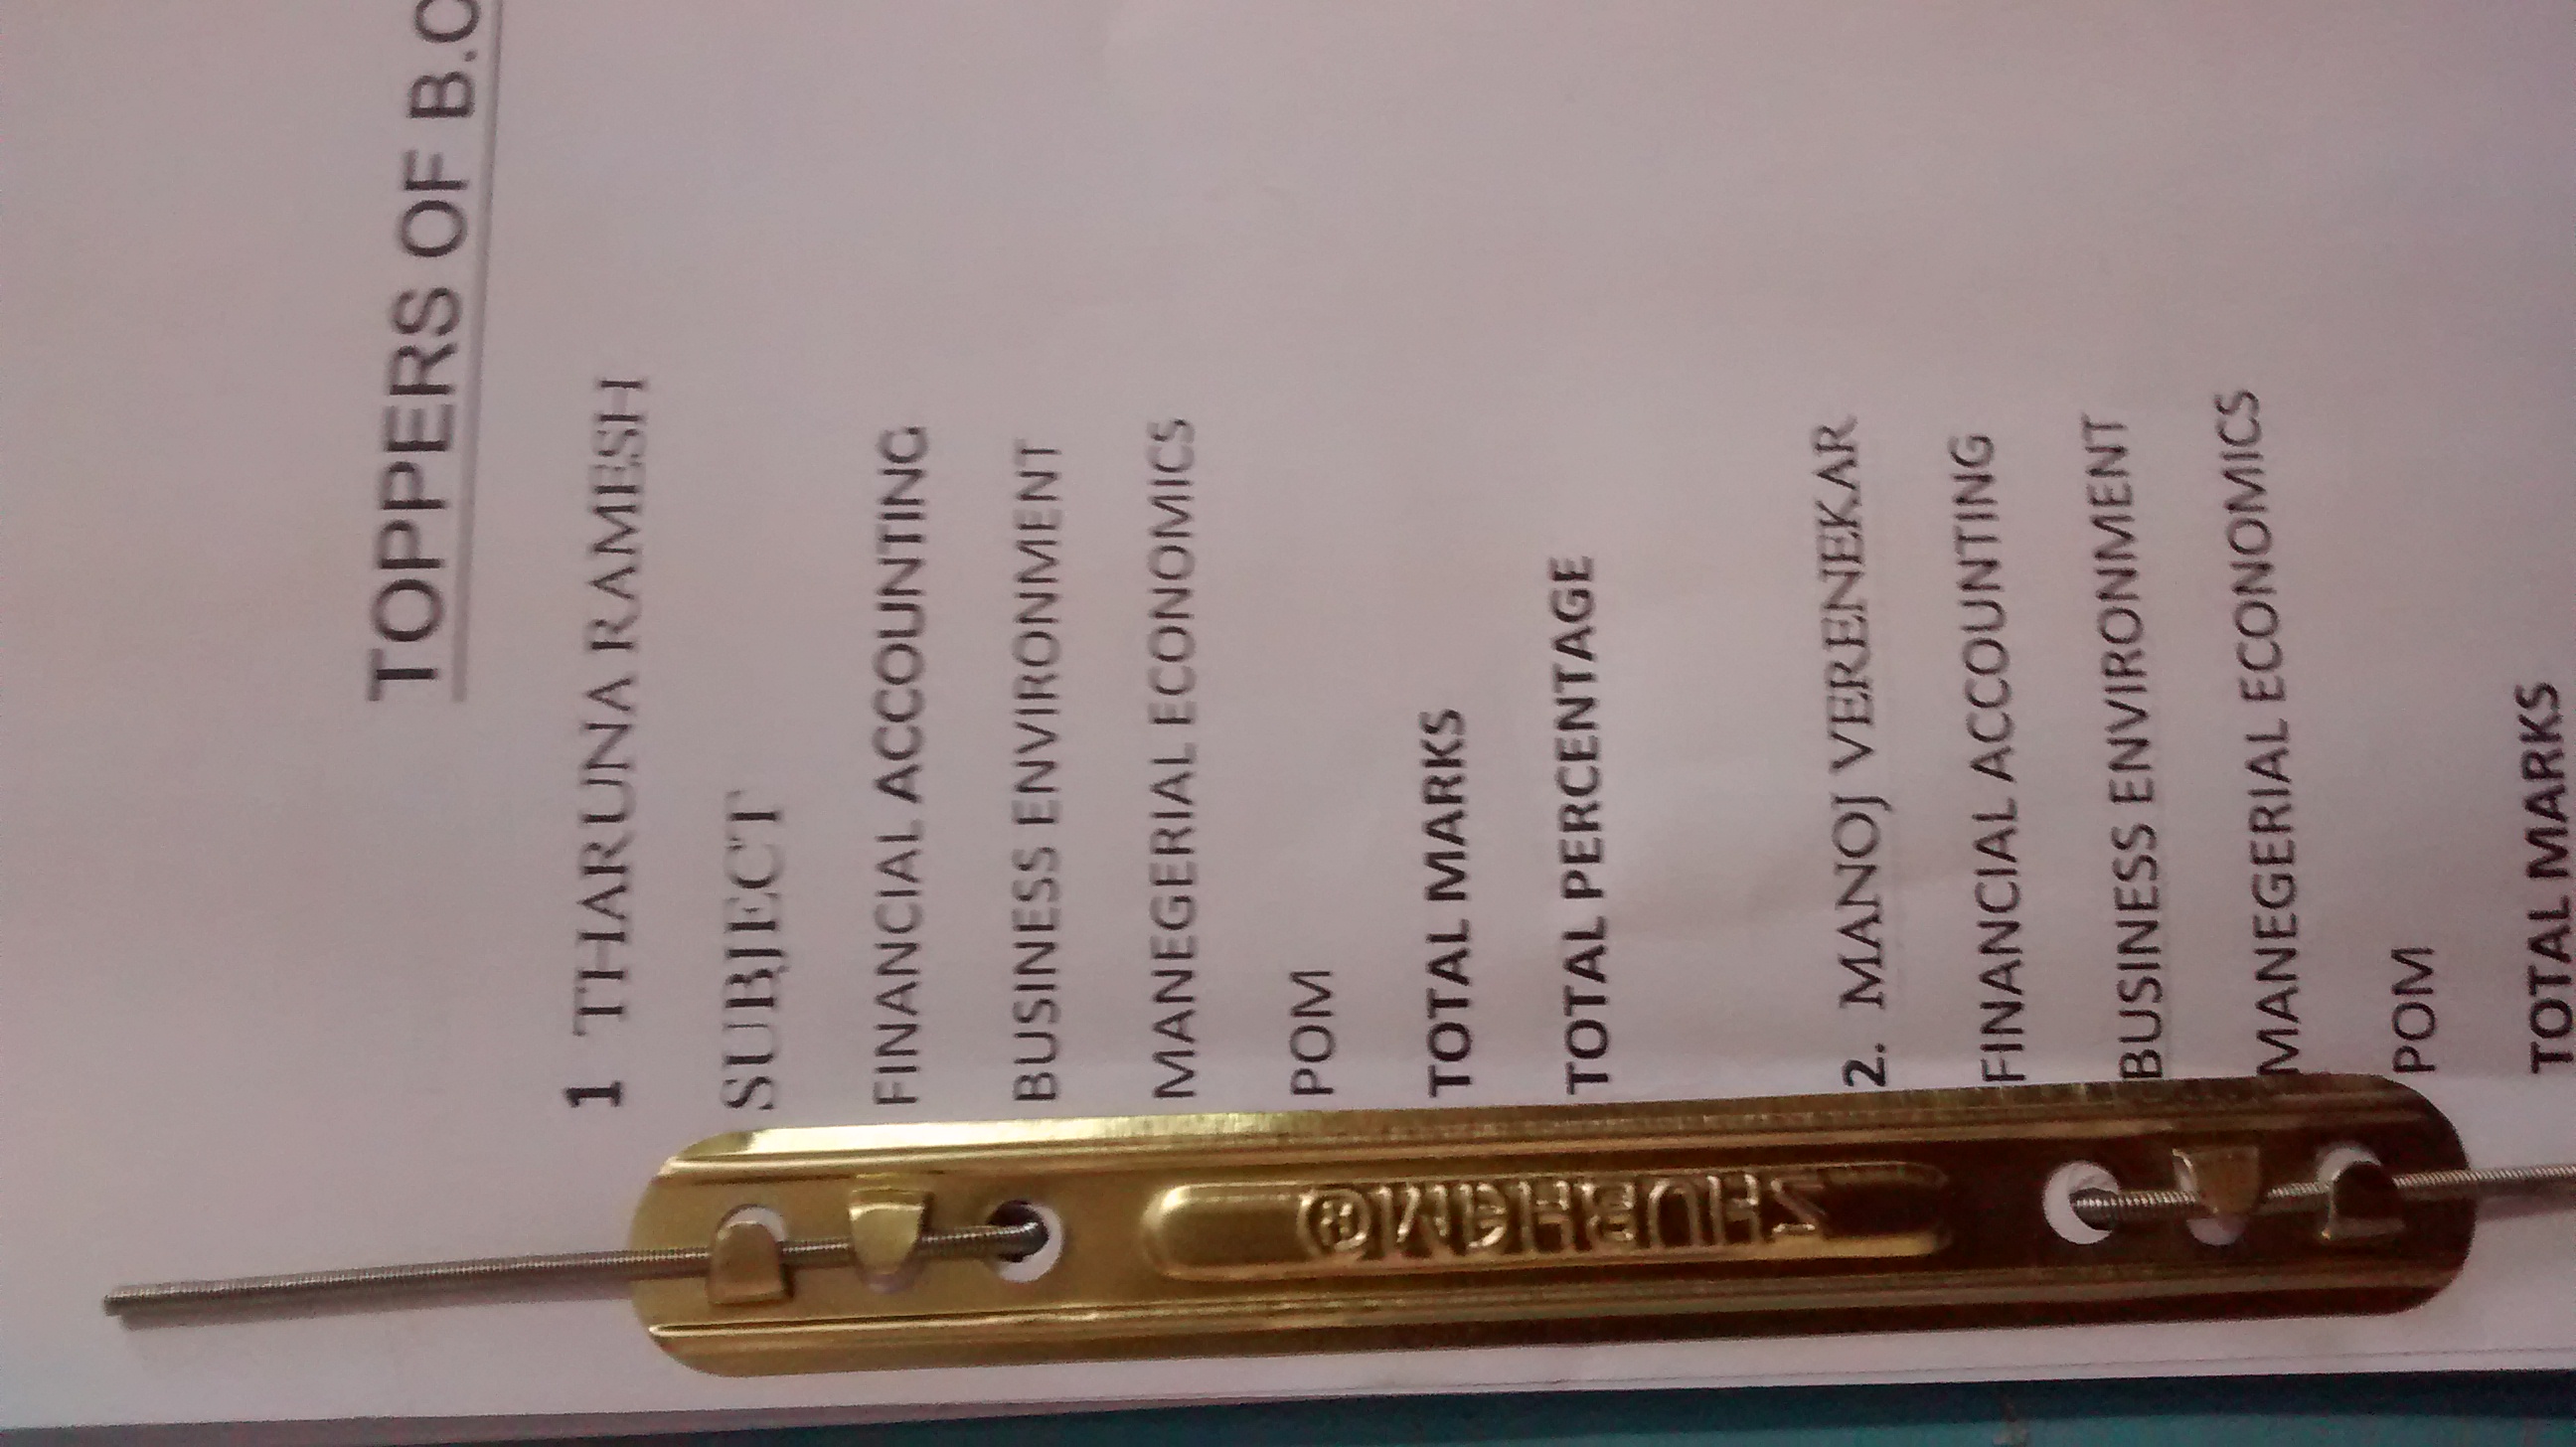 TOPPERS OF B.C
1 THARUNA RAMESH
SUBJECT
FINANCIAL ACCOUNTING
BUSINESS ENVIRONMENT
MANEGERIAL ECONOMICS
POM
TOTAL MARKS
TOTAL PERCENTAGE
2. MANOJ VERENEKAR
FINANCIAL ACCOUNTING
BUSINESS ENVIRONMENT
MANEGERIAL ECONOMICS
POM
TOTAL MARKS
SHUBHAM®